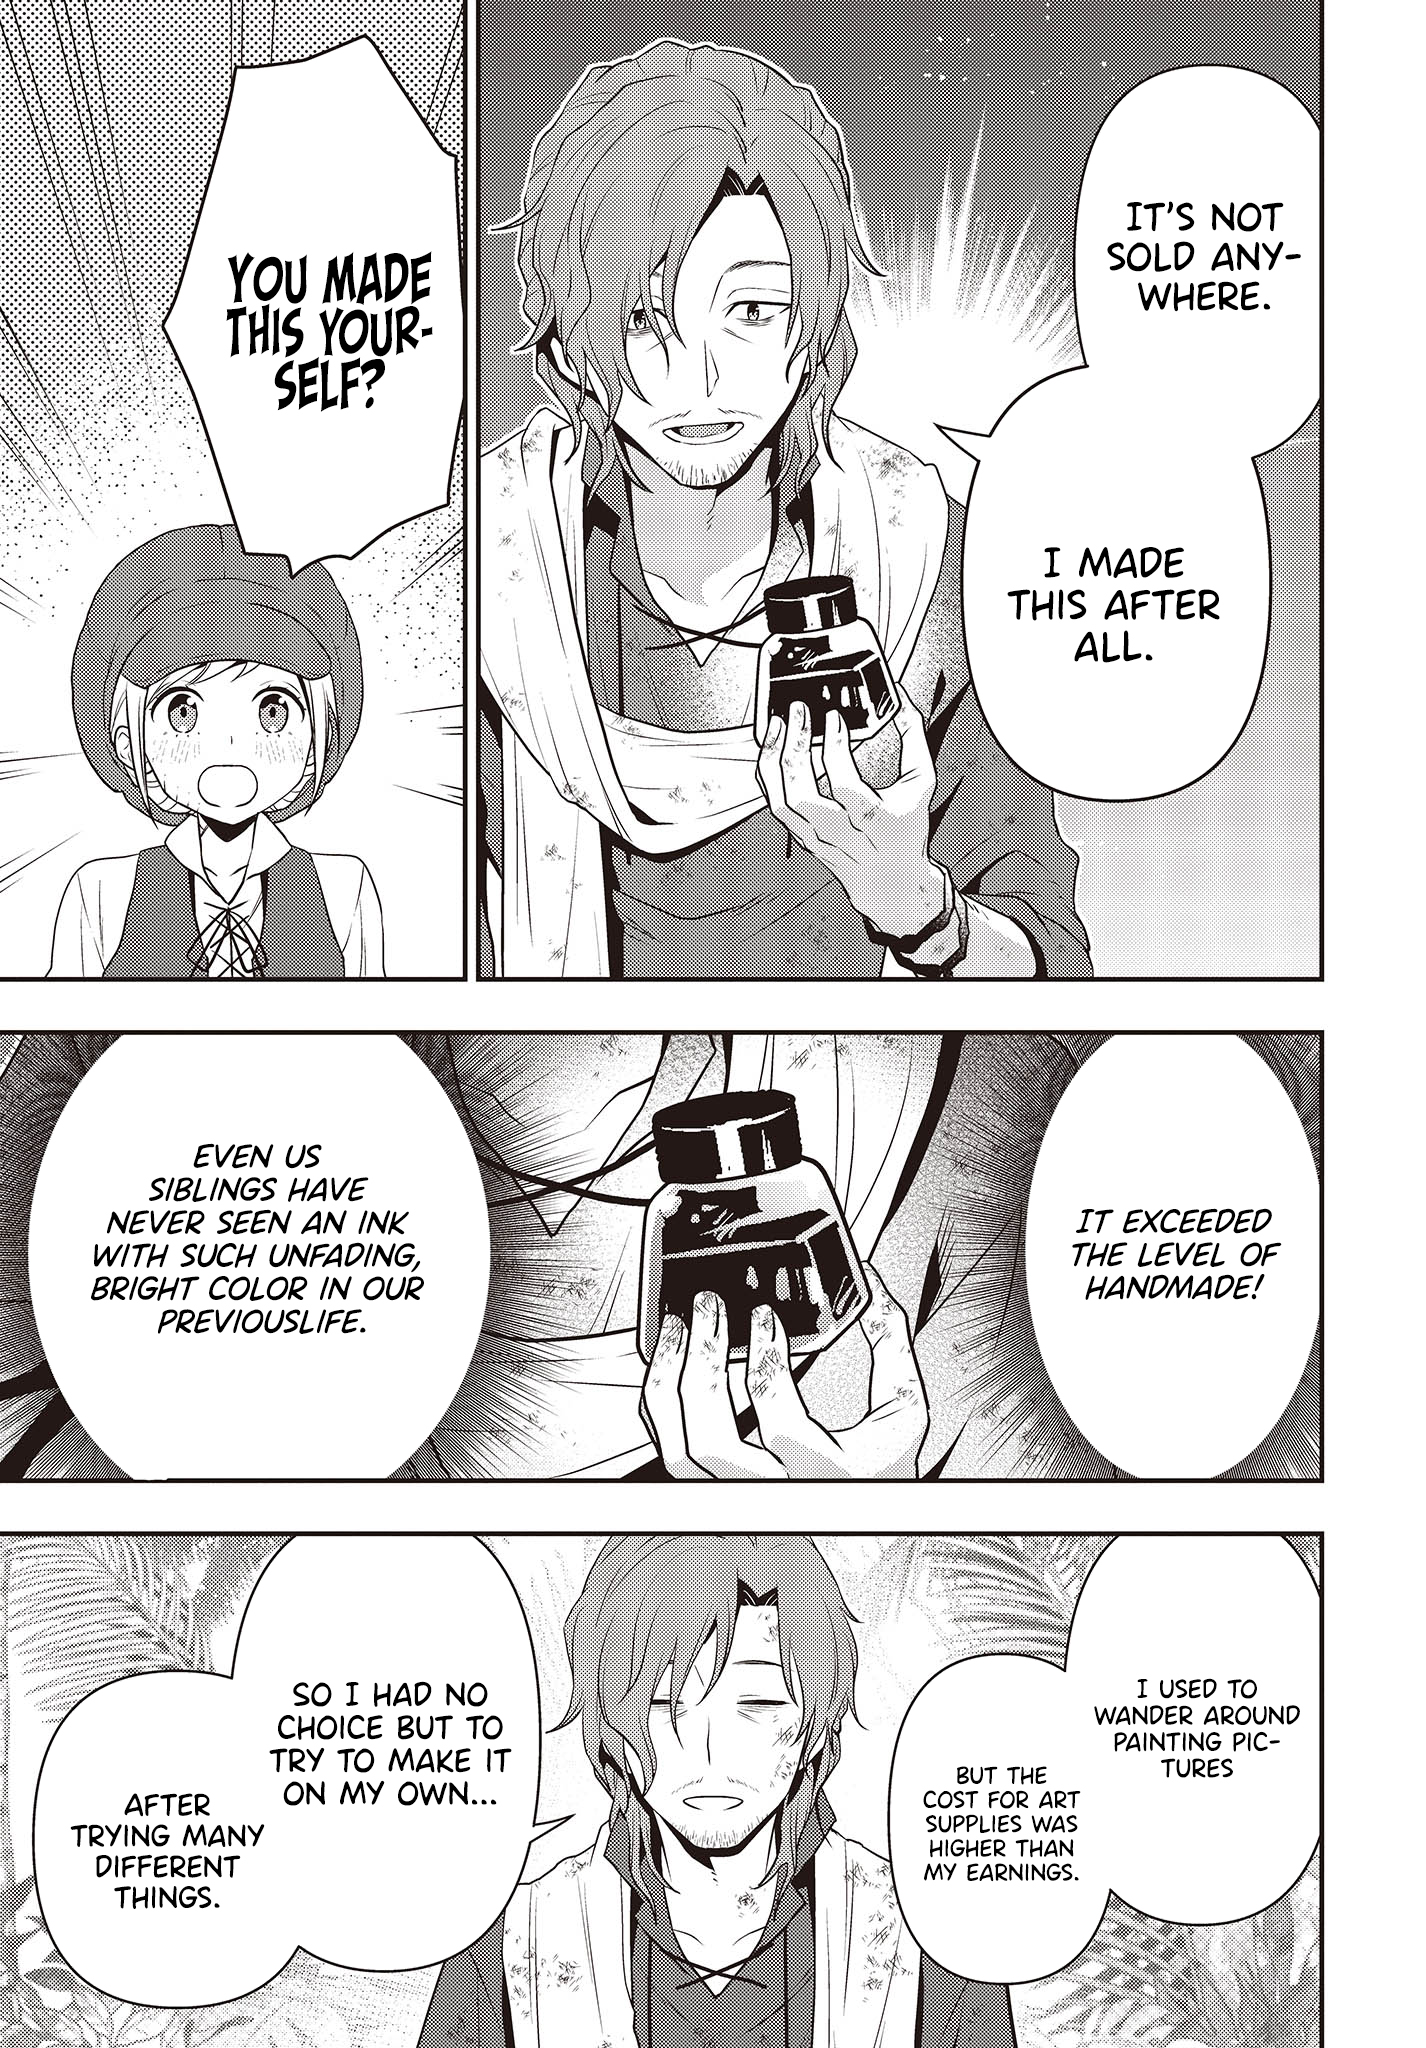 IT'S NOT
SOLD ANY-
WHERE.
I MADE
THIS AFTER
ALL.
YOU MADE
THIS YOUR-
SELF?
IT EXCEEDED
THE LEVEL OF
HANDMADE!
EVEN US
SIBLINGS HAVE
NEVER SEEN AN INK
WITH SUCH UNFADING,
BRIGHT COLOR IN OUR
PREVIOUSLIFE.
I USED TO
WANDER AROUND
PAINTING PIC-
TURES
BUT THE
COST FOR ART
SUPPLIES WAS
HIGHER THAN
MY EARNINGS.
SO I HAD NO
CHOICE BUT TO
TRY TO MAKE IT
ON MY OWN...
AFTER
TRYING MANY
DIFFERENT
THINGS.